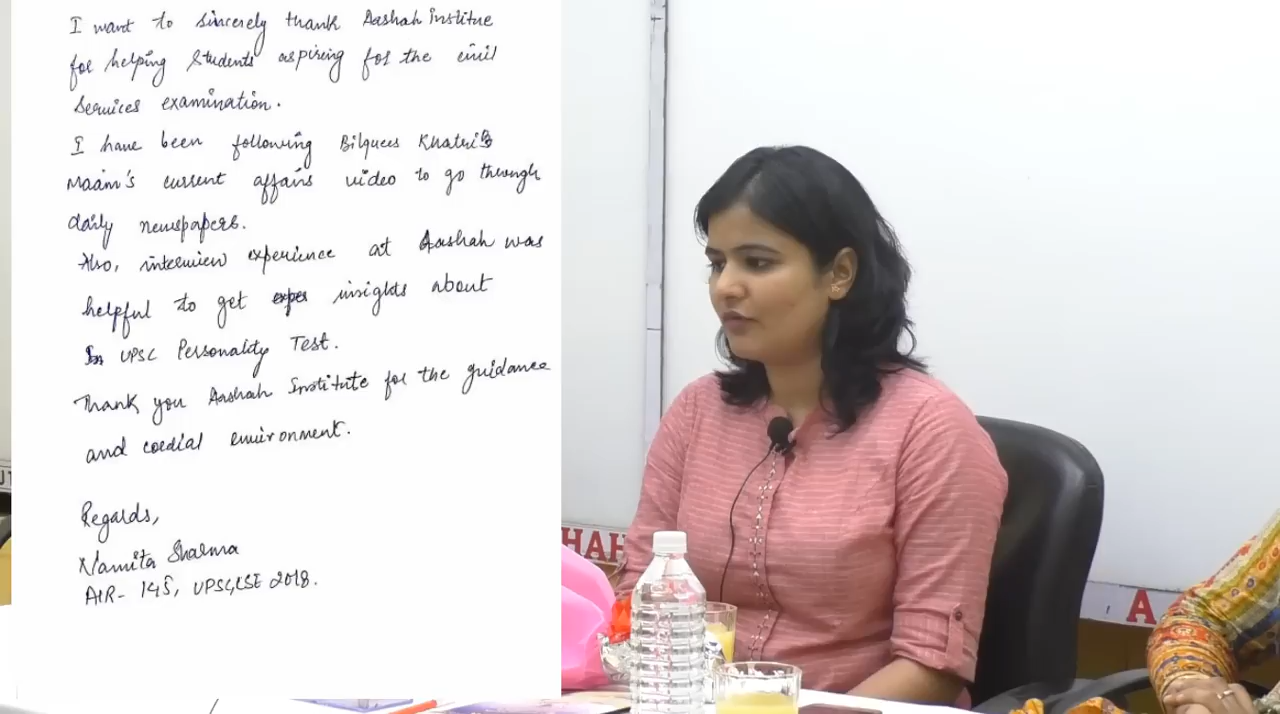 I want to sincerely thank Aashah Institue
for helping students aspiring for the civil
services examination.
I have been following Bilquees Khatri's
Maam's current affairs video to go through
daily newspapers.
Also, interview experience at Aashah was
helpful to get insights about
UPSC Personality Test.
Thank you Aashah Institute for the guidance
and cordial environment.
Regards,
Namita Sharma
AIR- 145, UPSC,CSE 2018.
HAH
A